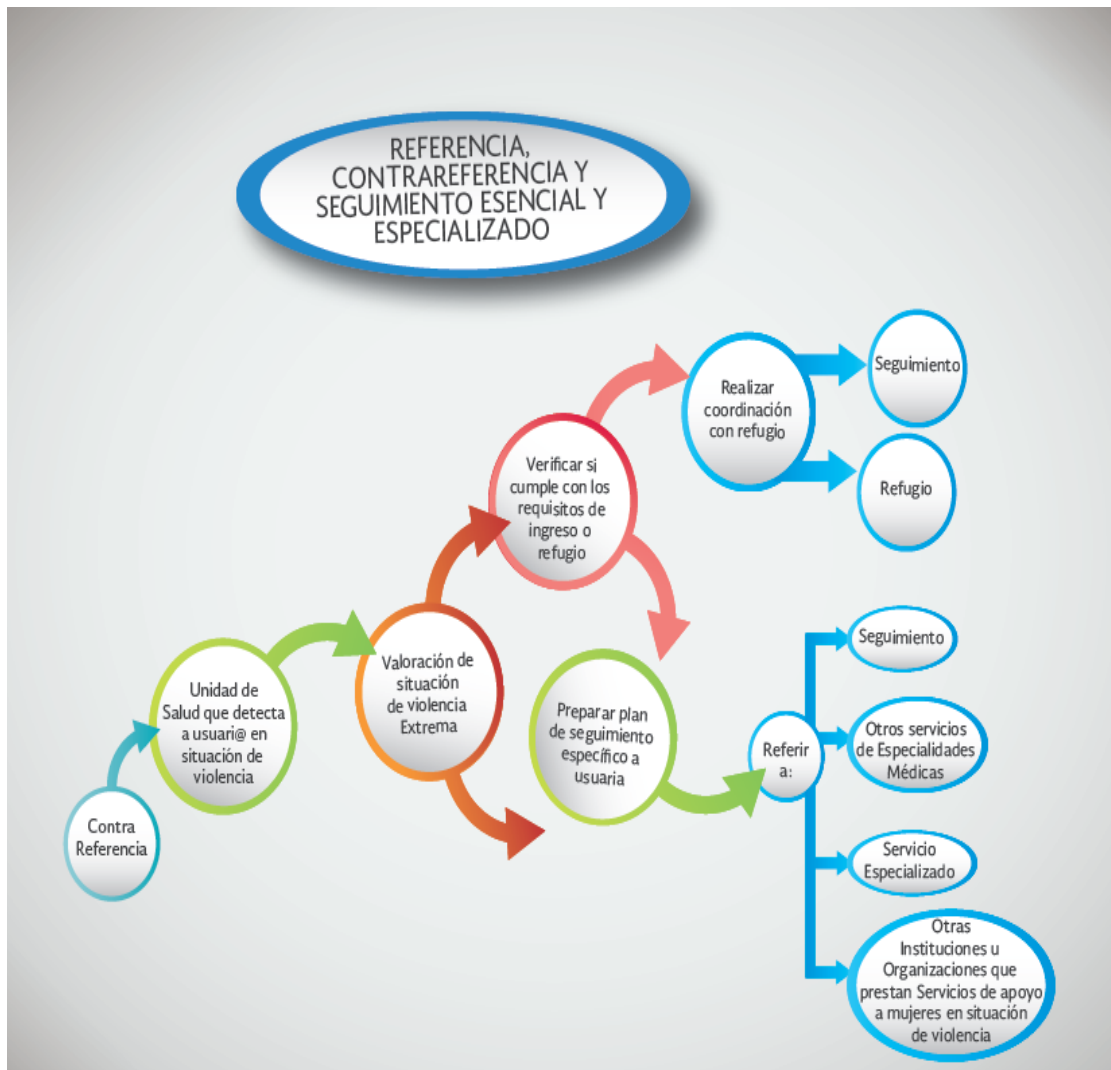 REFERENCIA,
CONTRAREFERENCIA Y
SEGUIMIENTO ESENCIAL Y
ESPECIALIZADO
Seguimiento
Realizar
coordinación
con refugio
Refugio
Verificar si
cumple con los
requisitos de
ingreso o
refugio
Valoración de
situación
de violencia
Extrema
Unidad de
Salud que detecta
a usuari@ en
situación de
violencia
Contra
Referencia
Preparar plan
de seguimiento
específico a
usuaria
Referir
a:
Seguimiento
Otros servicios
de Especialidades
Médicas
Servicio
Especializado
Otras
Instituciones u
Organizaciones que
prestan Servicios de apoyo
a mujeres en situación
de violencia